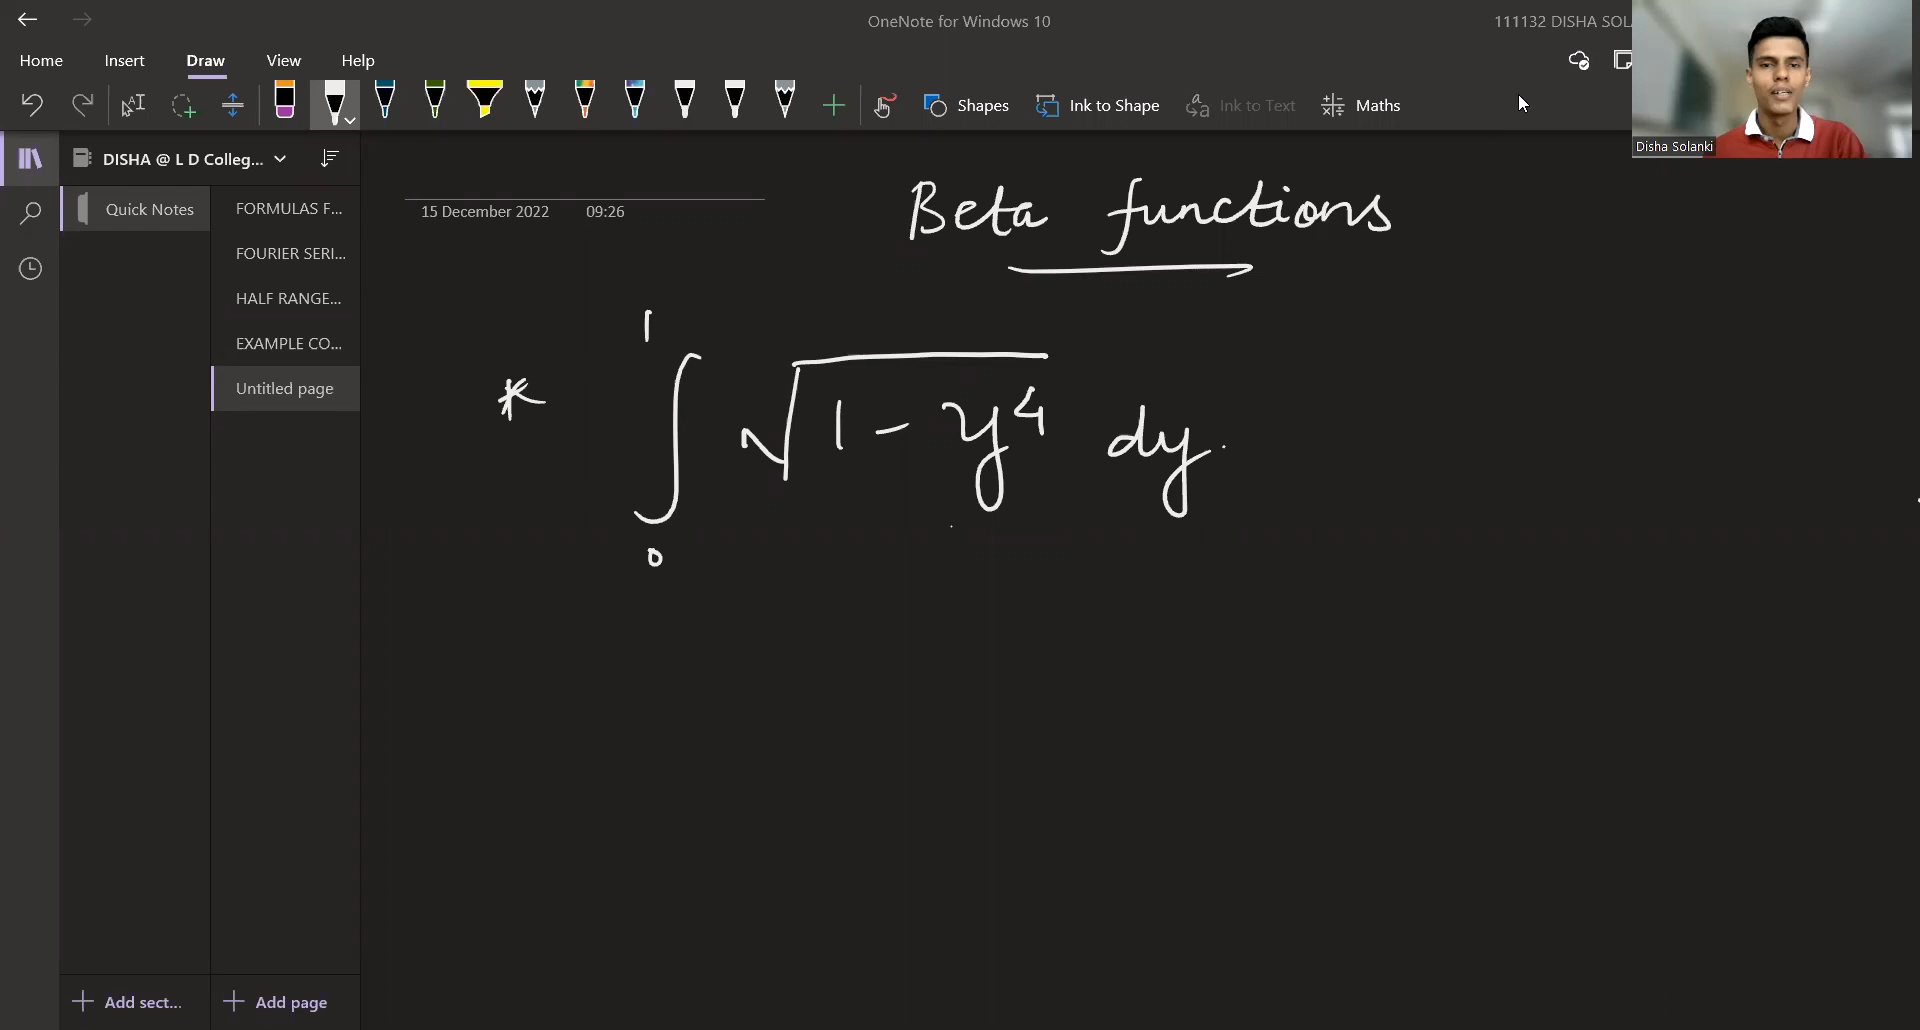 OneNote for Windows 10
111132 DISHA SOL
Home Insert Draw View Help
Shapes Ink to Shape Ink to Text Maths
Disha Solanki
DISHA @ L D Colleg...
Quick Notes
FORMULAS F...
FOURIER SERI...
HALF RANGE...
EXAMPLE CO...
Untitled page
15 December 2022 09:26
Beta functions
* ∫₀¹ √(1 - y⁴) dy.
Add sect...
Add page